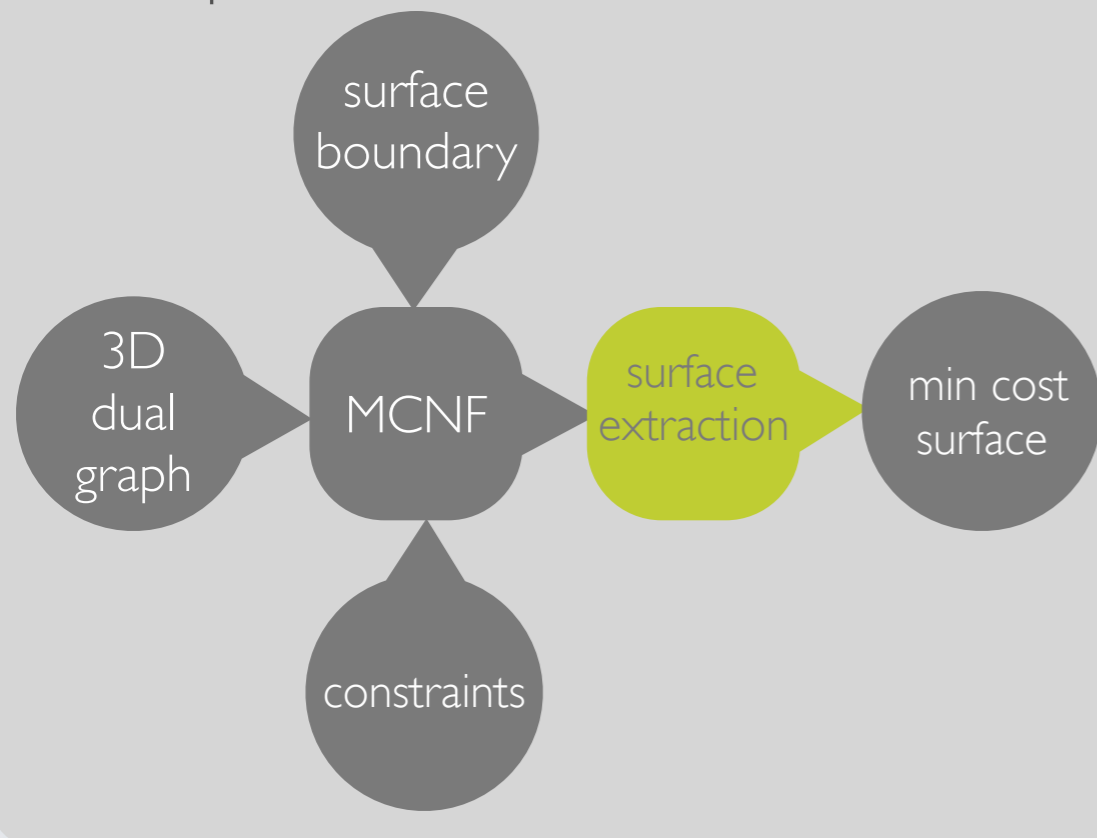 surface
boundary
3D
dual
graph
MCNF
surface
extraction
min cost
surface
constraints